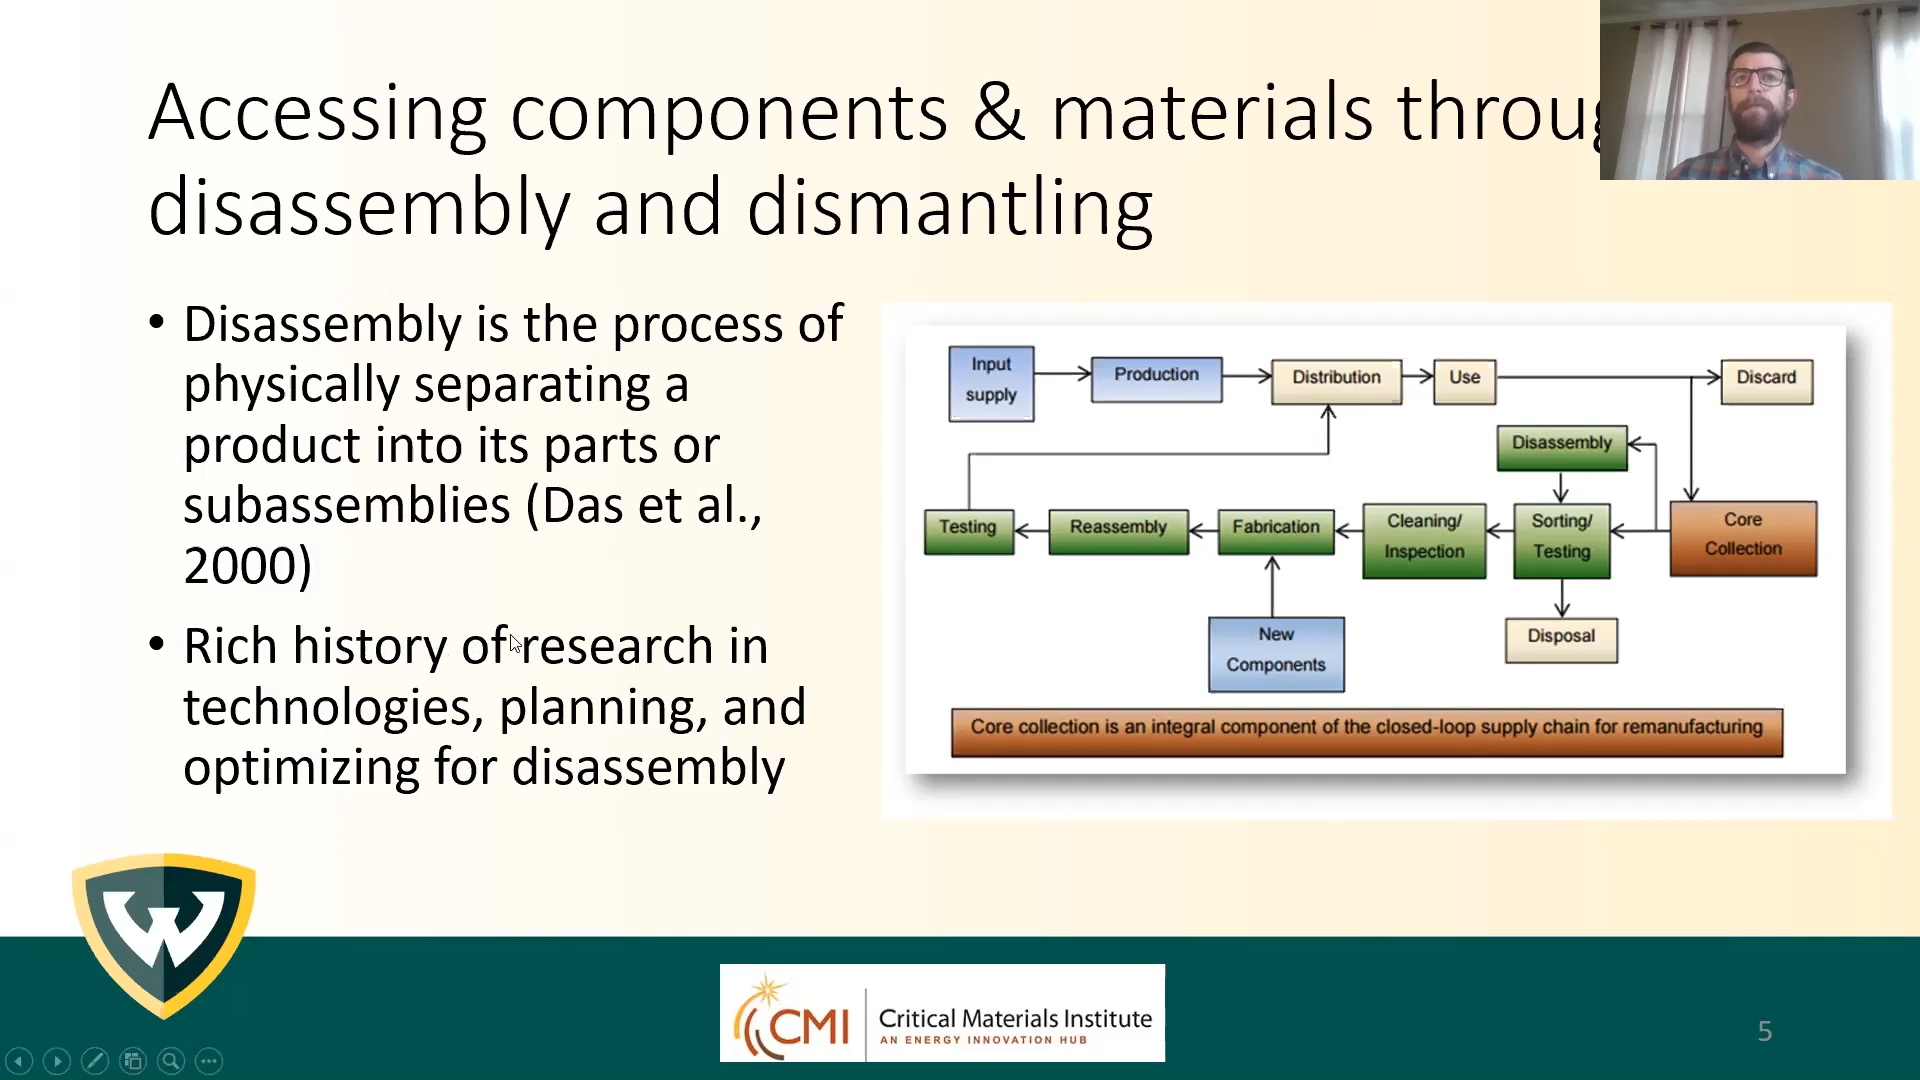 Accessing components & materials throug
disassembly and dismantling
• Disassembly is the process of
physically separating a
product into its parts or
subassemblies (Das et al.,
2000)
• Rich history of research in
technologies, planning, and
optimizing for disassembly
Input
supply
Production
Distribution
Use
Discard
Disassembly
Testing
Reassembly
Fabrication
Cleaning/
Inspection
Sorting/
Testing
Core
Collection
New
Components
Disposal
Core collection is an integral component of the closed-loop supply chain for remanufacturing
W
CMI
Critical Materials Institute
AN ENERGY INNOVATION HUB
5